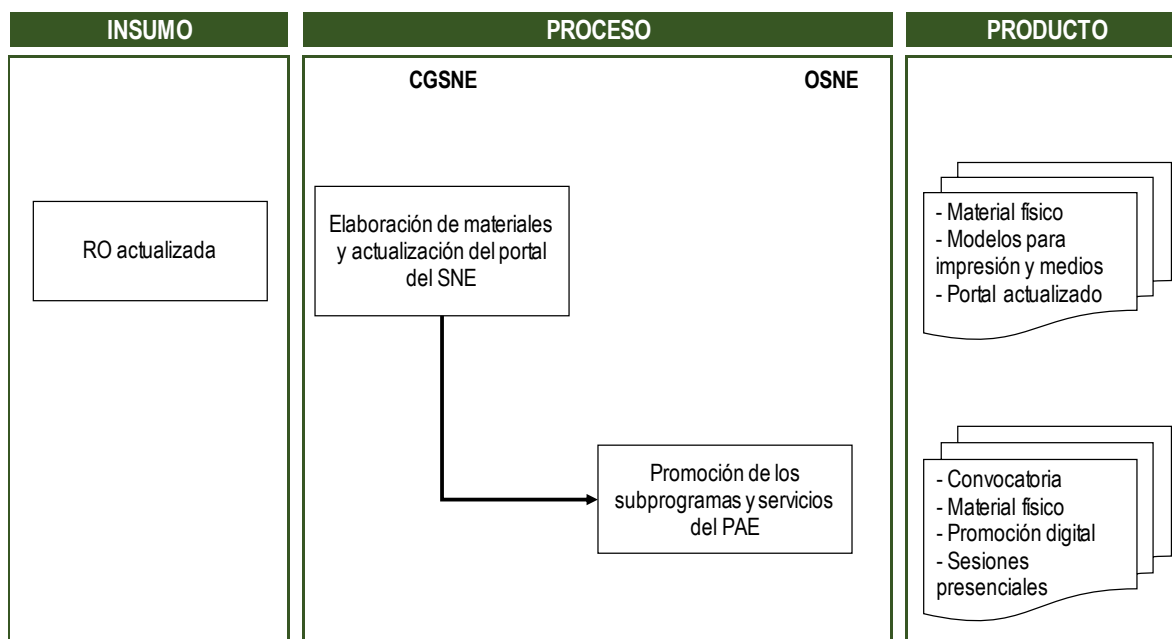 INSUMO
PROCESO
PRODUCTO
CGSNE
OSNE
RO actualizada
Elaboración de materiales
y actualización del portal
del SNE
- Material físico
- Modelos para
impresión y medios
- Portal actualizado
Promoción de los
subprogramas y servicios
del PAE
- Convocatoria
- Material físico
- Promoción digital
- Sesiones
presenciales